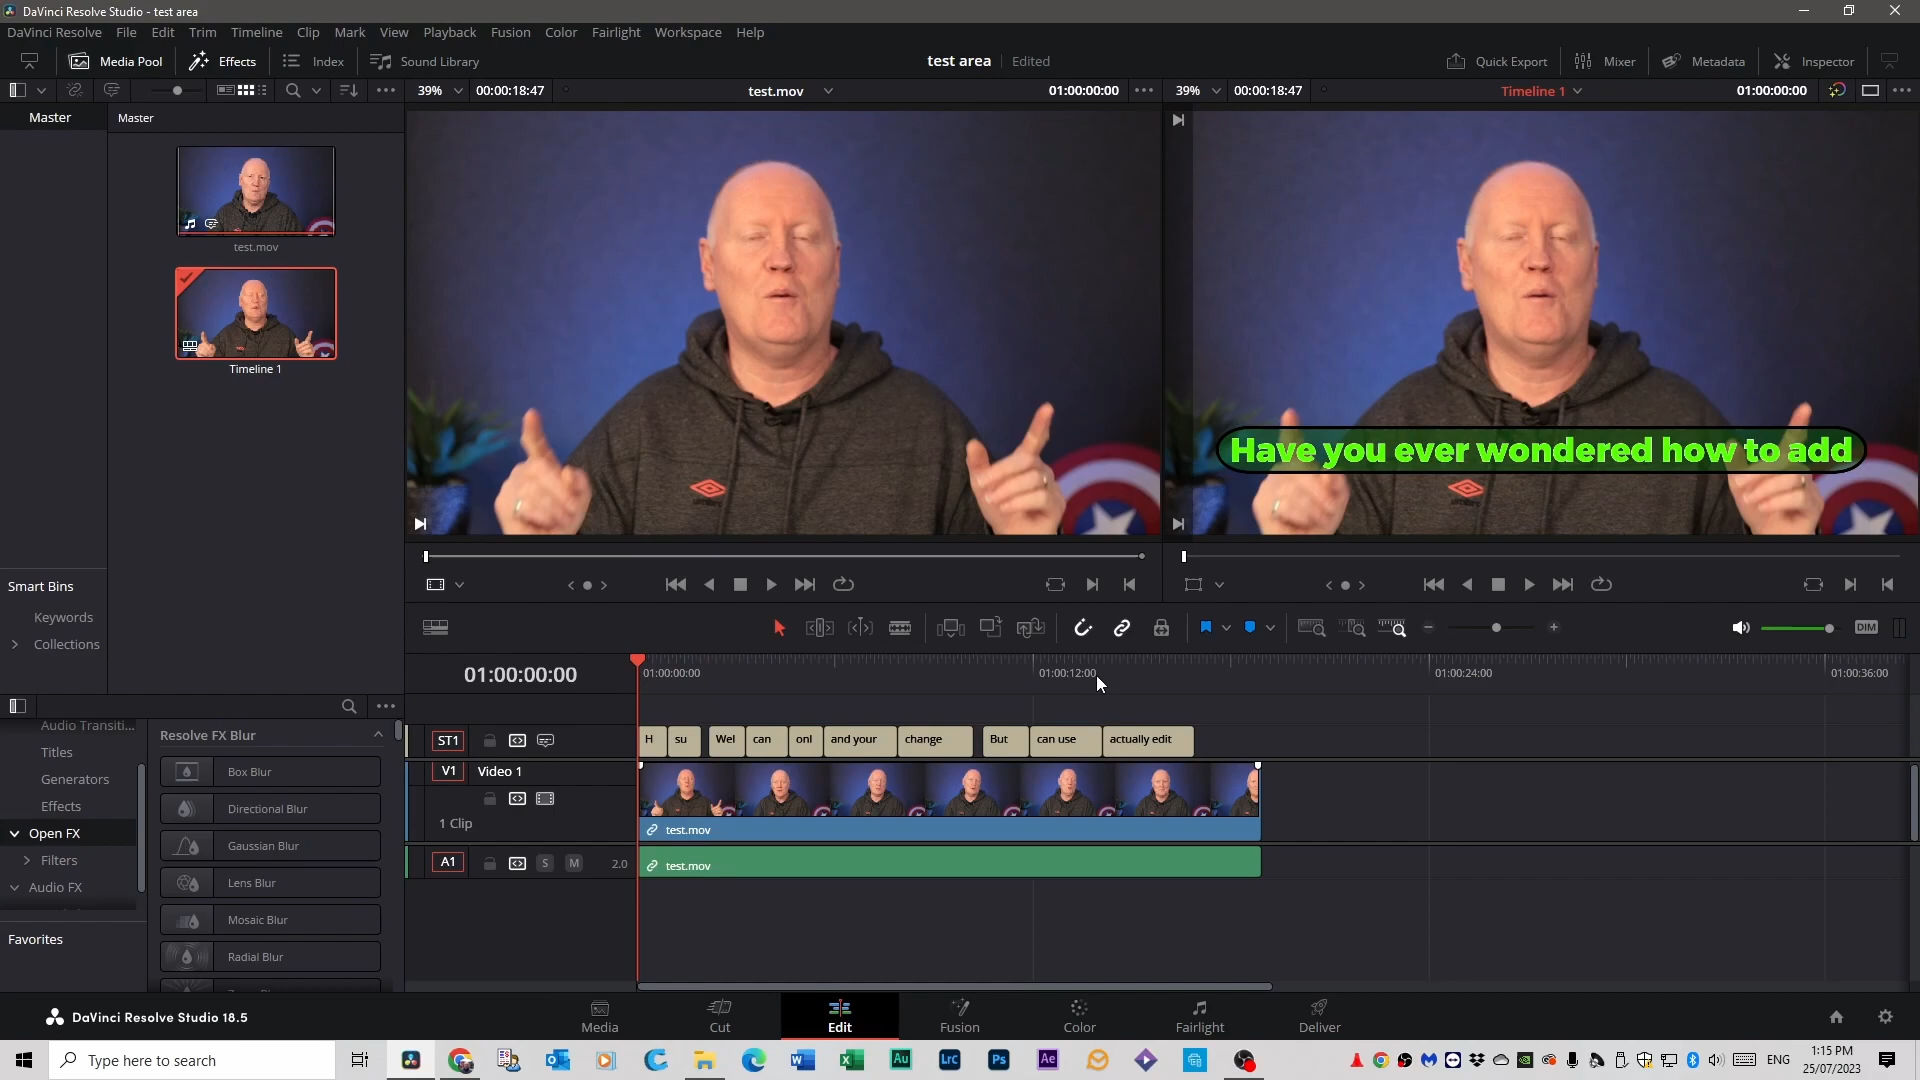 DaVinci Resolve Studio - test area
DaVinci Resolve File Edit Trim Timeline Clip Mark View Playback Fusion Color Fairlight Workspace Help
Media Pool Effects Index Sound Library test area Edited Quick Export Mixer Metadata Inspector
39% 00:00:18:47 test.mov 01:00:00:00 39% 00:00:18:47 Timeline 1 01:00:00:00
Master Master
test.mov
Timeline 1
Have you ever wondered how to add
Smart Bins
Keywords
Collections
DIM
01:00:00:00 01:00:00:00 01:00:12:00 01:00:24:00 01:00:36:00
Audio Transiti...
Titles
Generators
Effects
Open FX
Filters
Audio FX
Favorites
Resolve FX Blur
Box Blur
Directional Blur
Gaussian Blur
Lens Blur
Mosaic Blur
Radial Blur
ST1 H su Wel can onl and your change But can use actually edit
V1 Video 1
1 Clip
test.mov
A1 S M 2.0 test.mov
DaVinci Resolve Studio 18.5 Media Cut Edit Fusion Color Fairlight Deliver
Type here to search Au Lrc Ps Ae ENG 1:15 PM
25/07/2023